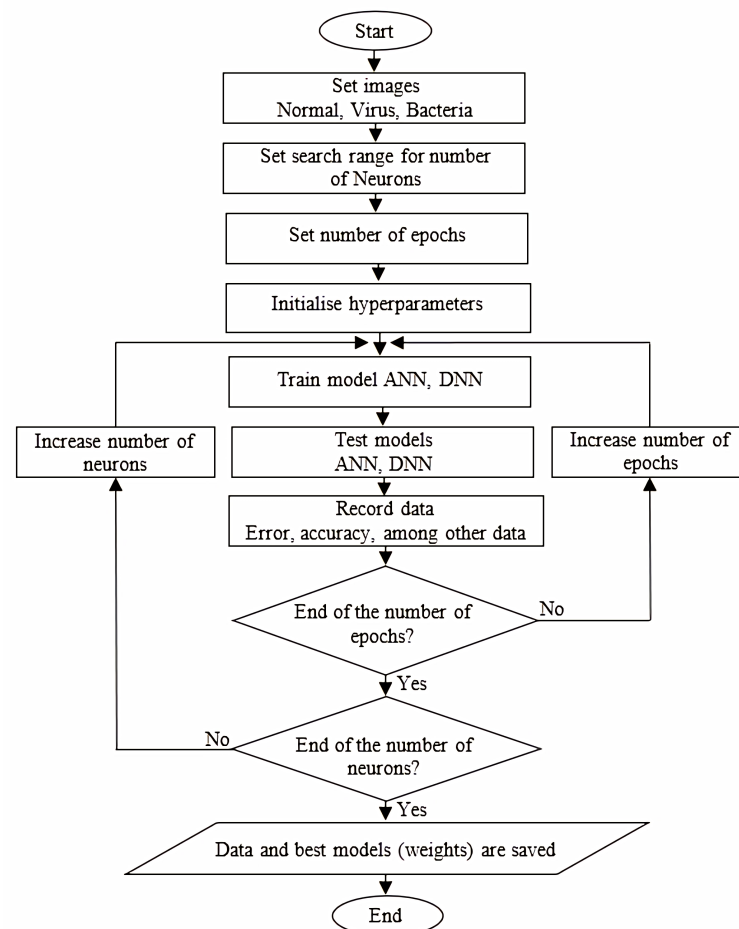 Start
Set images
Normal, Virus, Bacteria
Set search range for number
of Neurons
Set number of epochs
Initialise hyperparameters
Train model ANN, DNN
Increase number of
neurons
Test models
ANN, DNN
Increase number of
epochs
Record data
Error, accuracy, among other data
End of the number of
epochs?
No
Yes
No
End of the number of
neurons?
Yes
Data and best models (weights) are saved
End